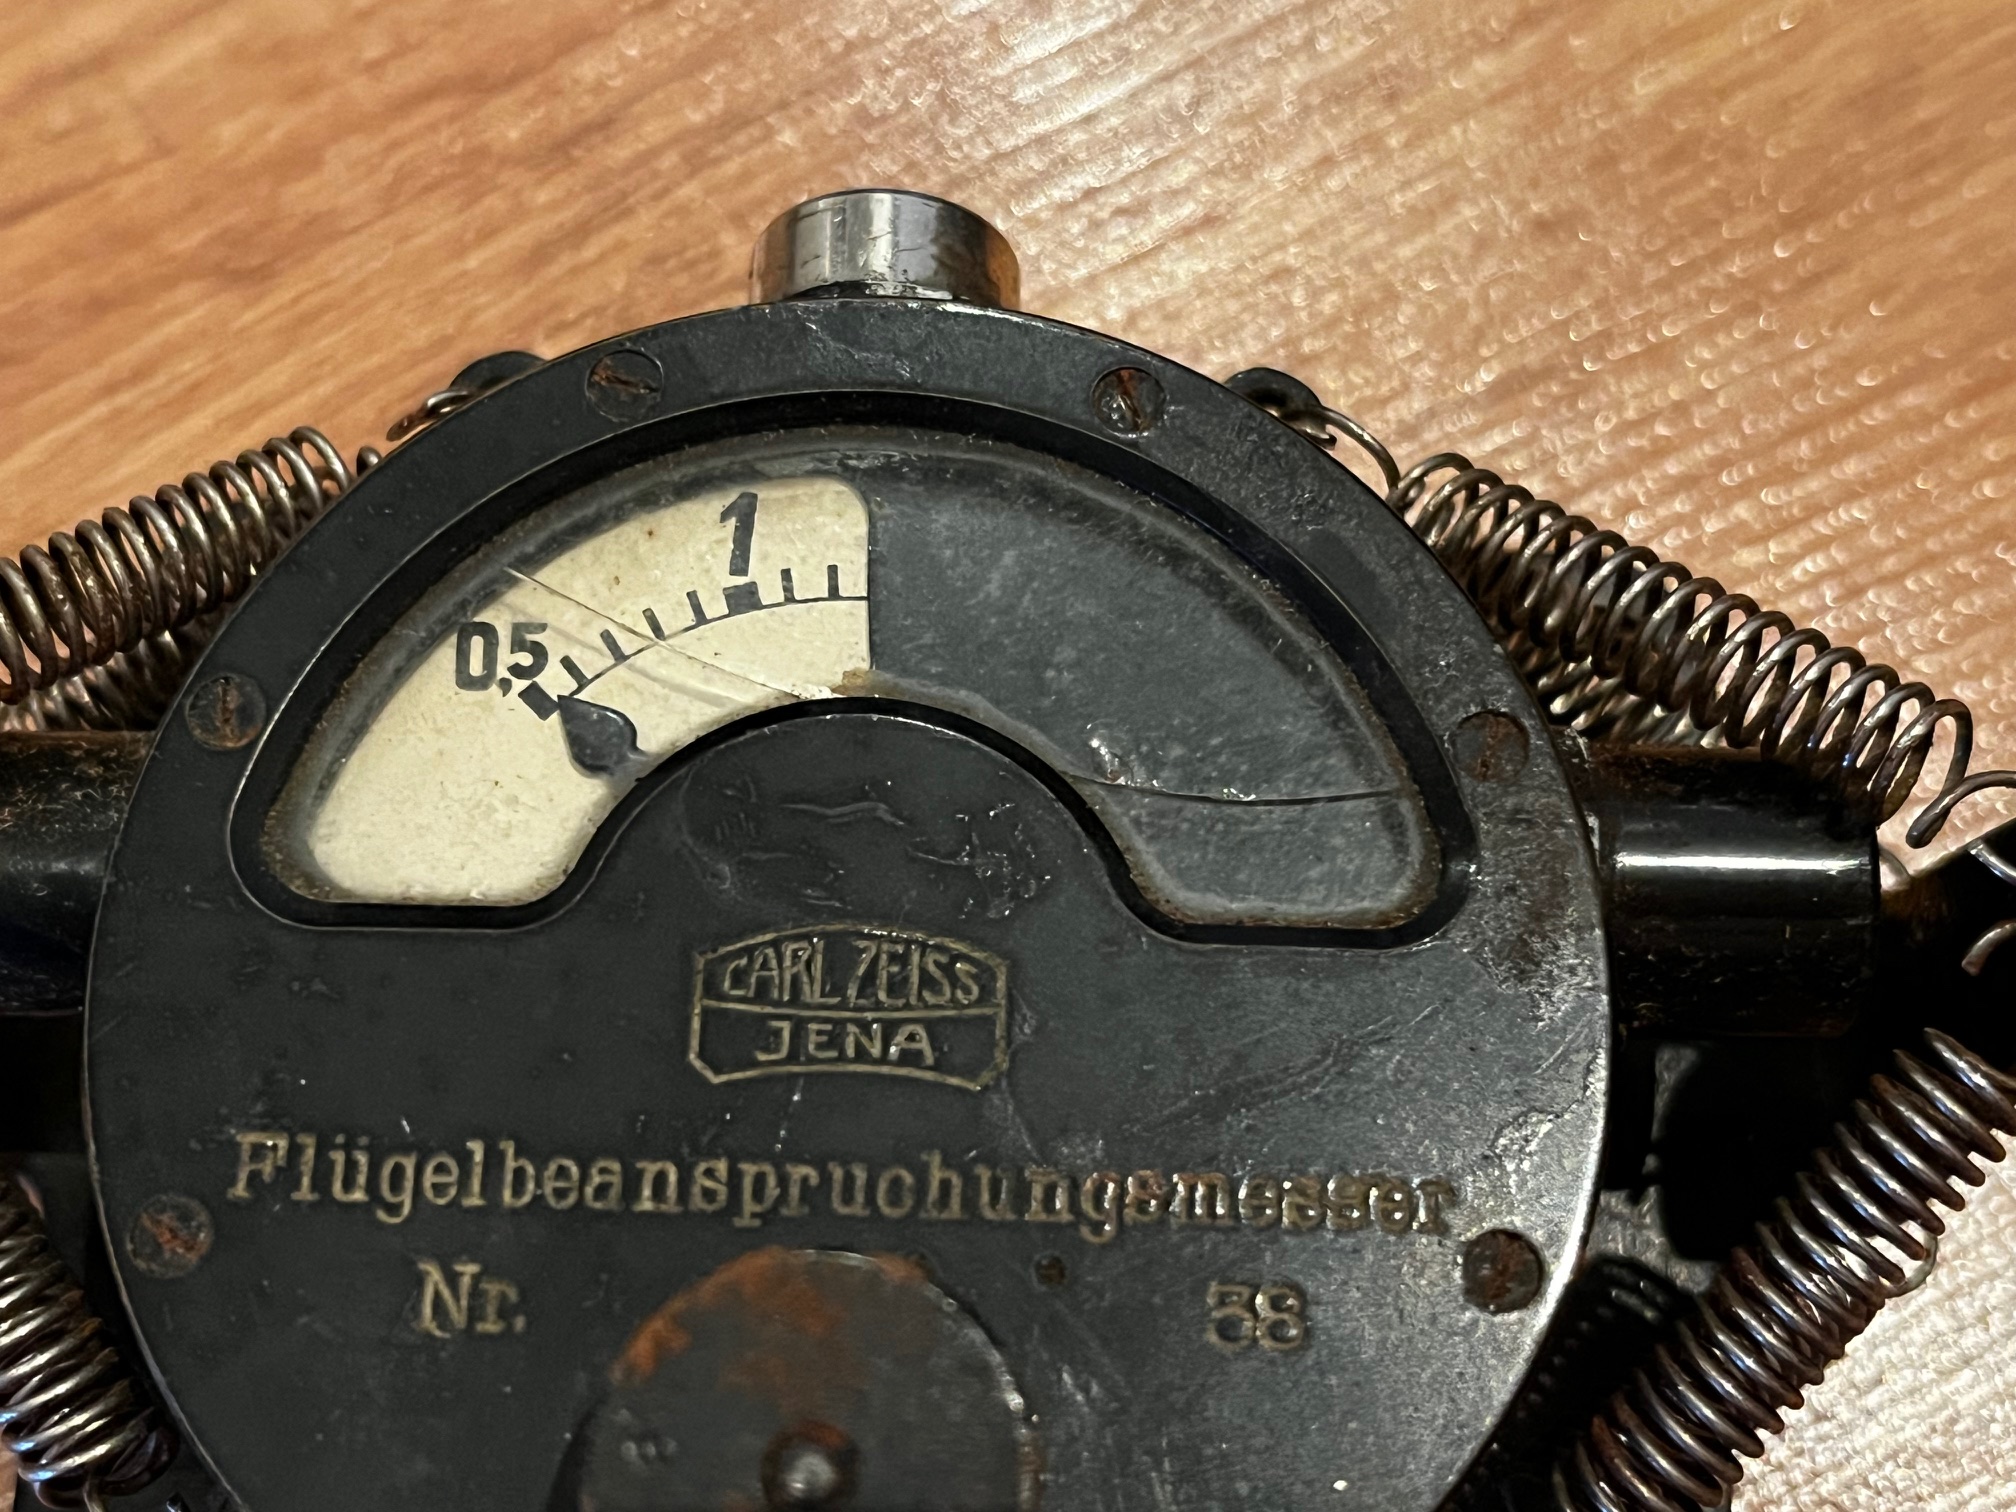 1
0,5
CARL ZEISS
JENA
Flügelbeanspruchungsmesser
Nr. 38